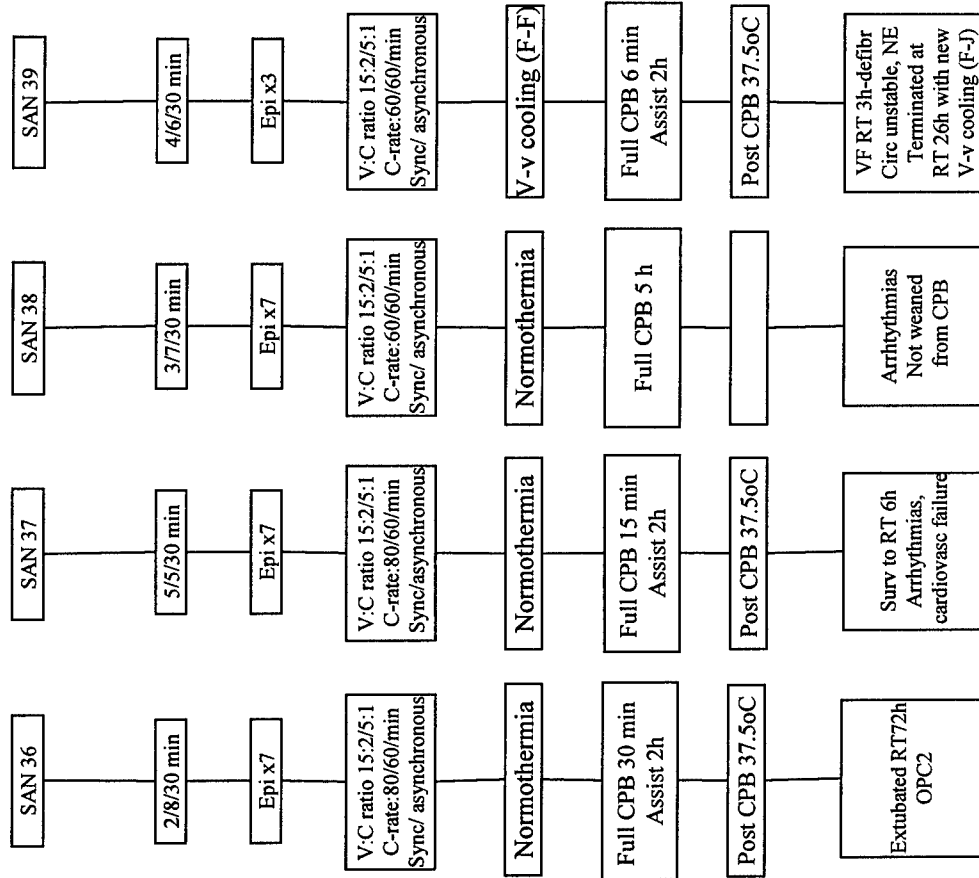 SAN 36
2/8/30 min
Epi x7
V:C ratio 15:2/5:1
C-rate:80/60/min
Sync/ asynchronous
Normothermia
Full CPB 30 min
Assist 2h
Post CPB 37.5oC
Extubated RT72h
OPC2
SAN 37
5/5/30 min
Epi x7
V:C ratio 15:2/5:1
C-rate:80/60/min
Sync/asynchronous
Normothermia
Full CPB 15 min
Assist 2h
Post CPB 37.5oC
Surv to RT 6h
Arrhythmias,
cardiovasc failure
SAN 38
3/7/30 min
Epi x7
V:C ratio 15:2/5:1
C-rate:60/60/min
Sync/ asynchronous
Normothermia
Full CPB 5 h
Arrhtythmias
Not weaned
from CPB
SAN 39
4/6/30 min
Epi x3
V:C ratio 15:2/5:1
C-rate:60/60/min
Sync/ asynchronous
V-v cooling (F-F)
Full CPB 6 min
Assist 2h
Post CPB 37.5oC
VF RT 3h-defibr
Circ unstable, NE
Terminated at
RT 26h with new
V-v cooling (F-J)